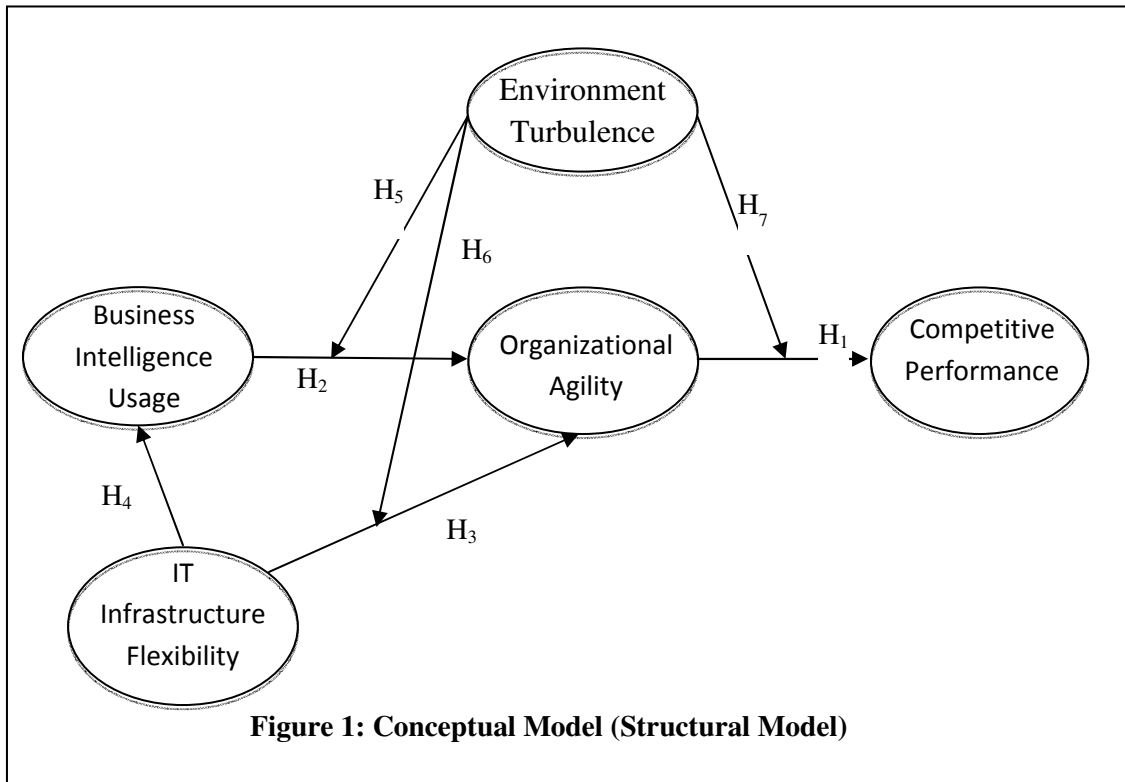 Environment
Turbulence
H5
H7
H6
Business
Intelligence
Usage
H2
Organizational
Agility
H1
Competitive
Performance
H4
H3
IT
Infrastructure
Flexibility
Figure 1: Conceptual Model (Structural Model)